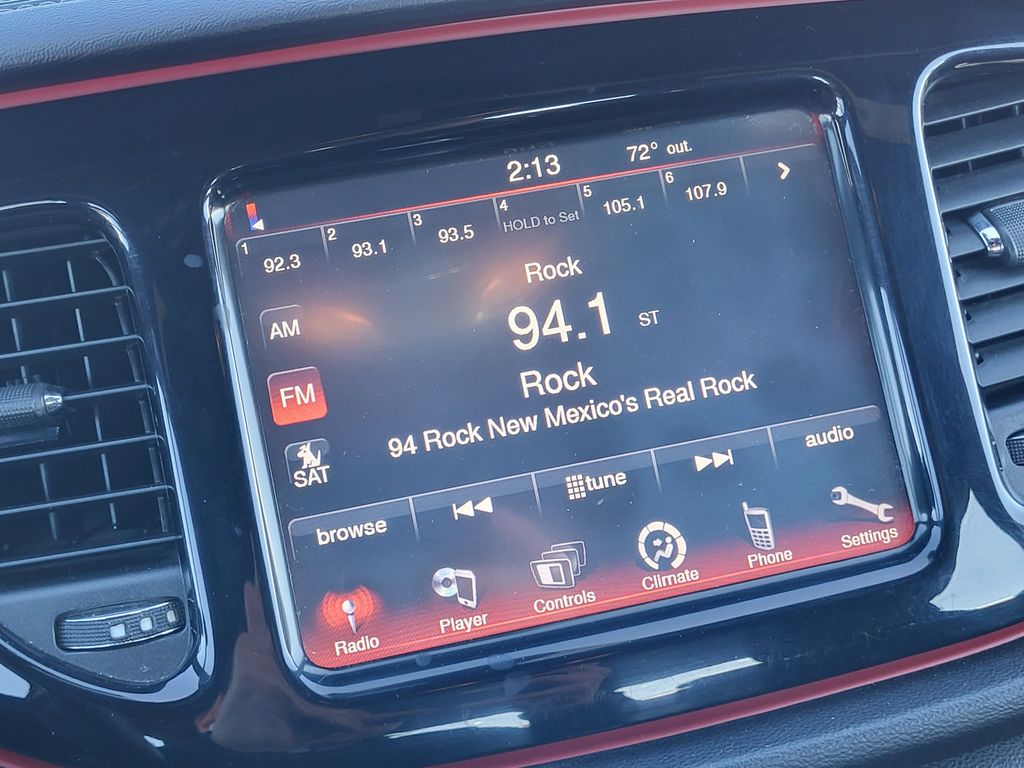 2:13 72° out.
1 92.3 2 93.1 3 93.5 4 HOLD to Set 5 105.1 6 107.9
Rock
AM 94.1 ST
FM Rock
94 Rock New Mexico's Real Rock
SAT
browse tune audio
Radio Player Controls Climate Phone Settings